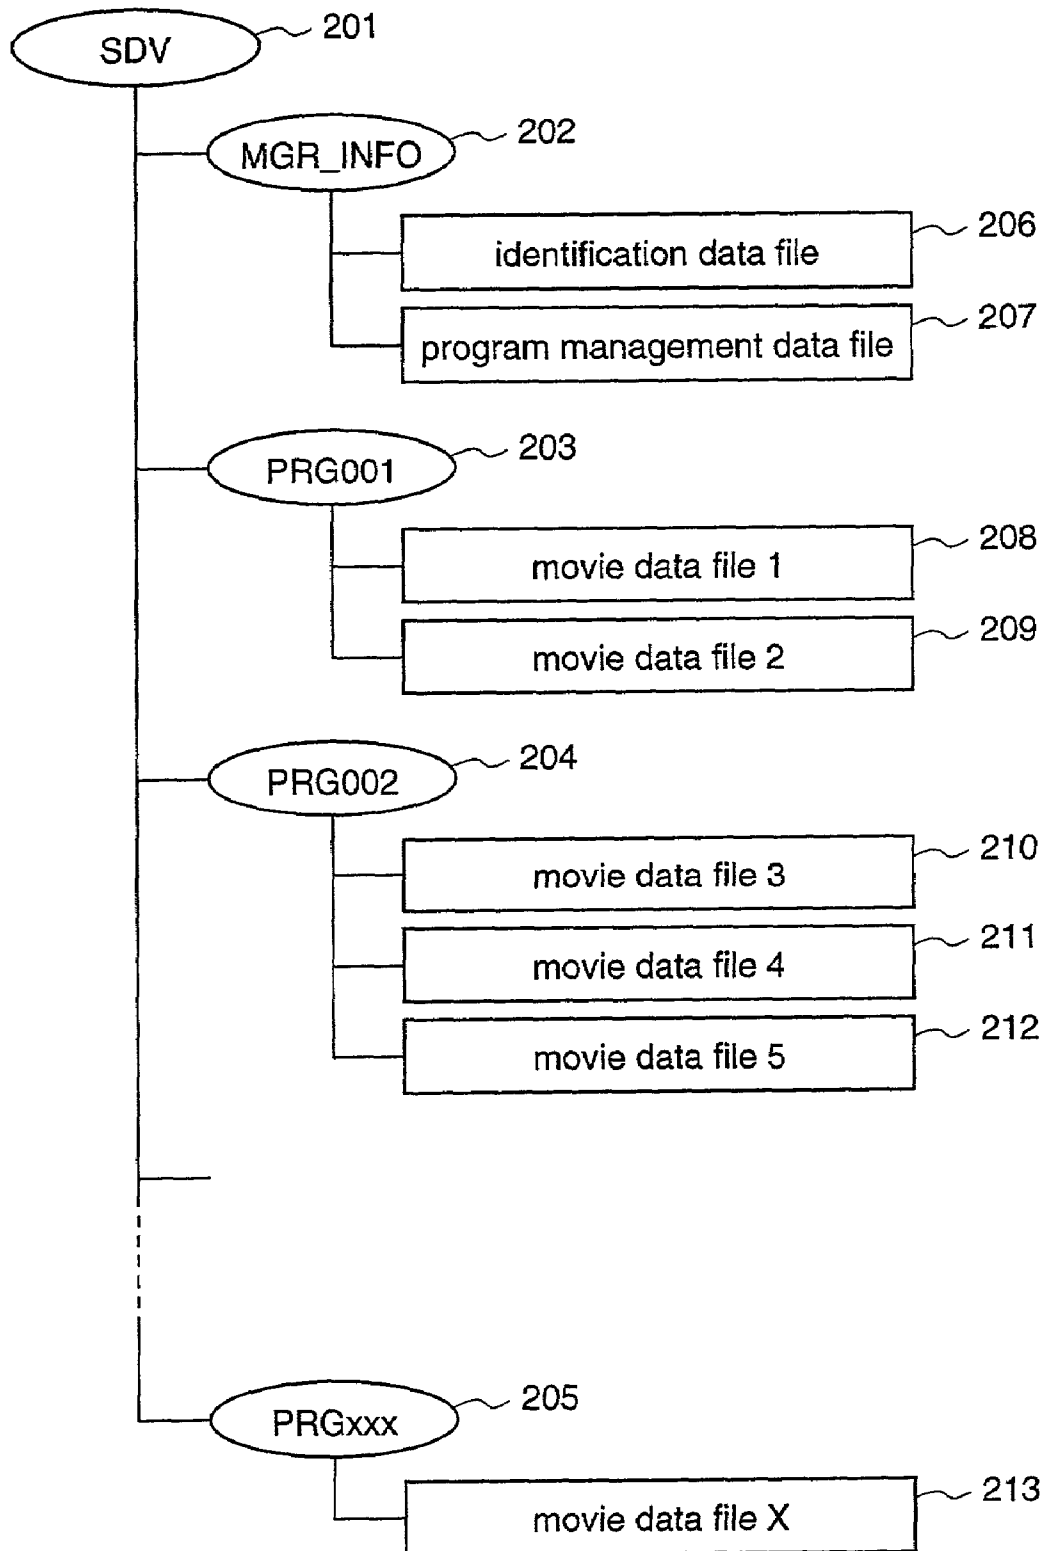 SDV 201
MGR_INFO 202
identification data file 206
program management data file 207
PRG001 203
movie data file 1 208
movie data file 2 209
PRG002 204
movie data file 3 210
movie data file 4 211
movie data file 5 212
PRGxxx 205
movie data file X 213